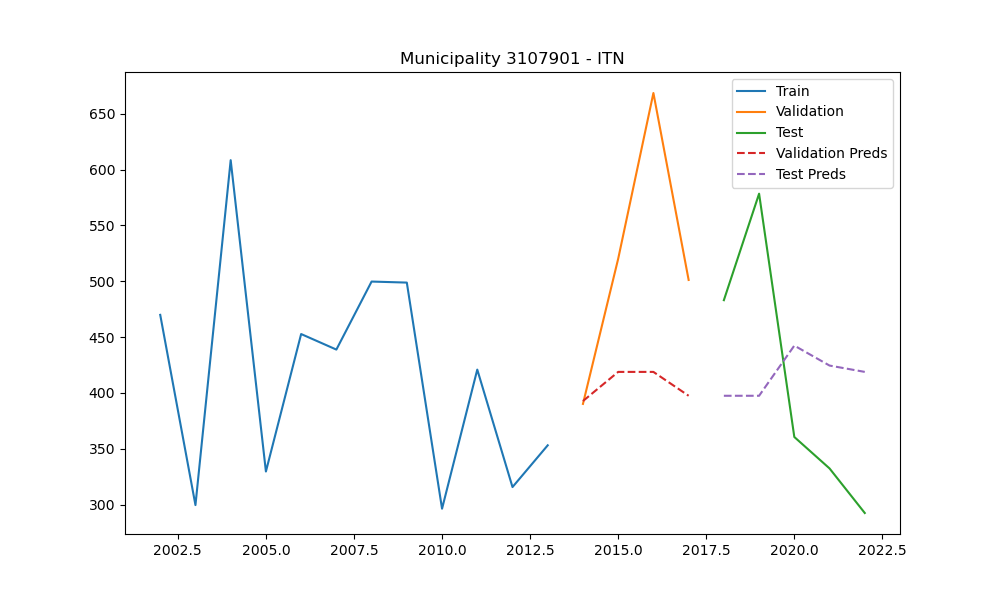 Municipality 3107901 - ITN
Train
Validation
Test
Validation Preds
Test Preds
650
600
550
500
450
400
350
300
2002.5 2005.0 2007.5 2010.0 2012.5 2015.0 2017.5 2020.0 2022.5